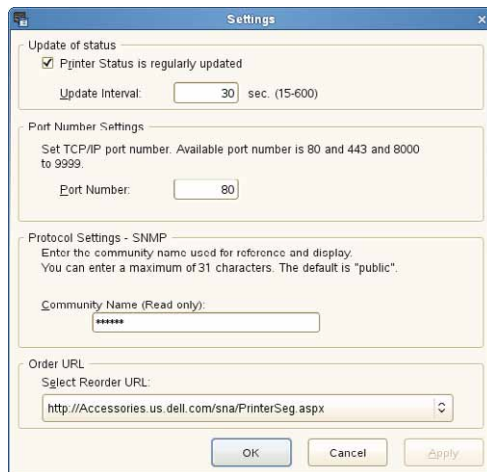 Settings
Update of status
Printer Status is regularly updated
Update Interval: 30 sec. (15-600)
Port Number Settings
Set TCP/IP port number. Available port number is 80 and 443 and 8000
to 9999.
Port Number: 80
Protocol Settings - SNMP
Enter the community name used for reference and display.
You can enter a maximum of 31 characters. The default is "public".
Community Name (Read only):
******
Order URL
Select Reorder URL:
http://Accessories.us.dell.com/sna/PrinterSeg.aspx
OK Cancel Apply